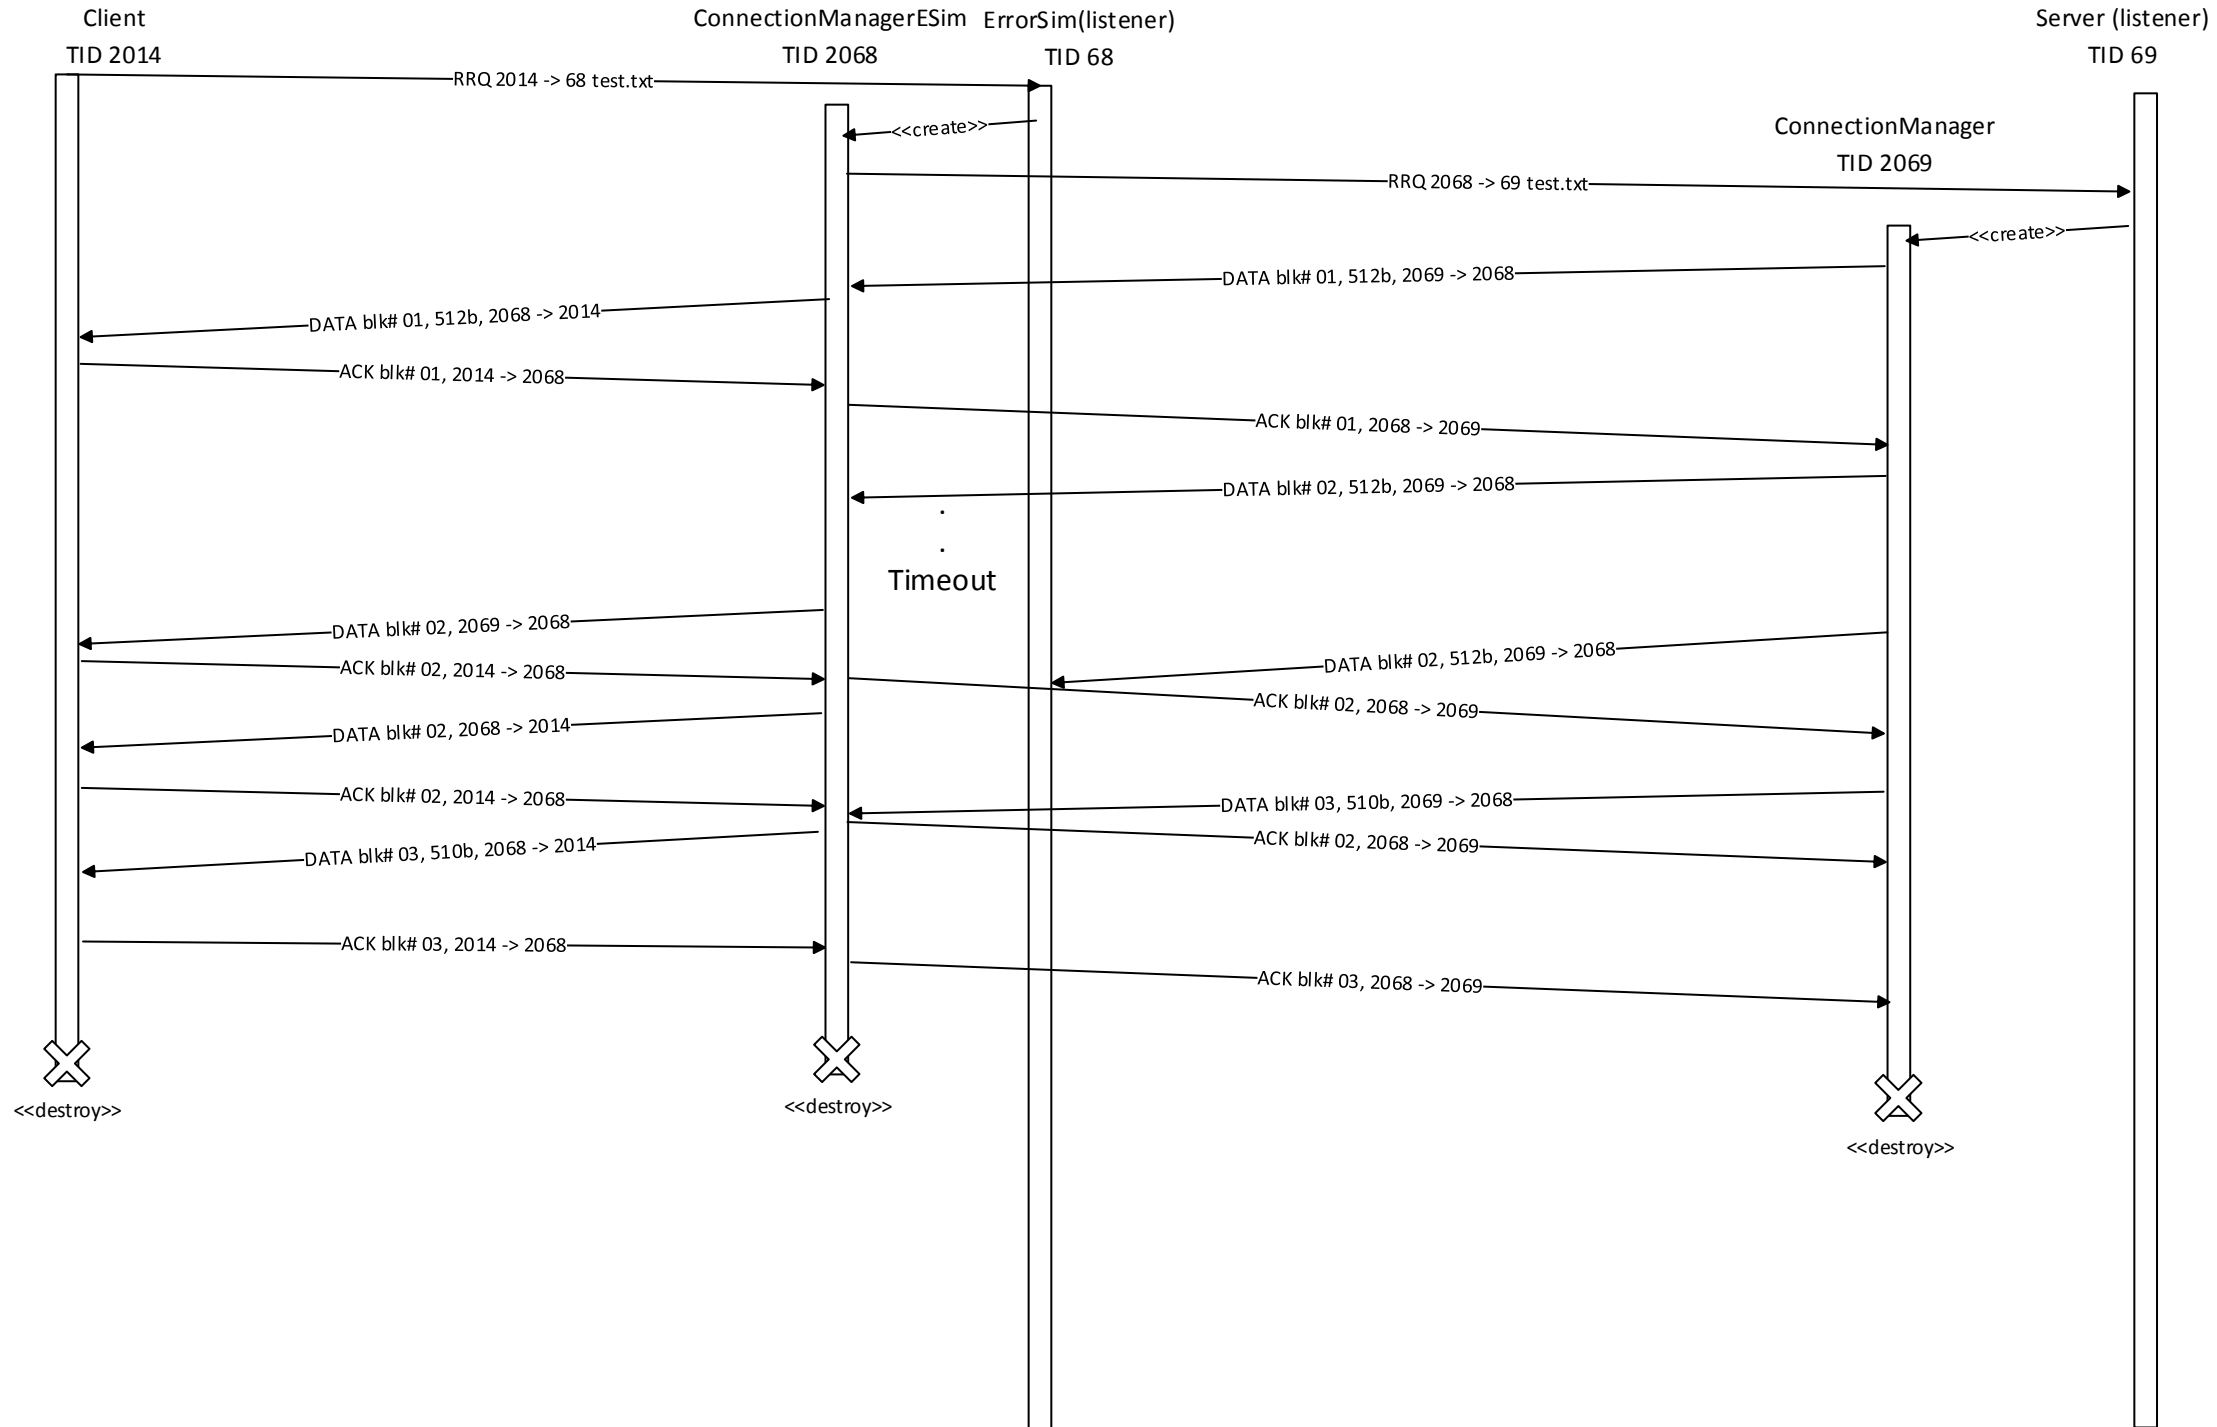 Client
TID 2014
ConnectionManagerESim
TID 2068
ErrorSim(listener)
TID 68
Server (listener)
TID 69
RRQ 2014 -> 68 test.txt
<<create>>
ConnectionManager
TID 2069
RRQ 2068 -> 69 test.txt
<<create>>
DATA blk# 01, 512b, 2069 -> 2068
DATA blk# 01, 512b, 2068 -> 2014
ACK blk# 01, 2014 -> 2068
ACK blk# 01, 2068 -> 2069
DATA blk# 02, 512b, 2069 -> 2068
.
.
Timeout
DATA blk# 02, 2069 -> 2068
DATA blk# 02, 512b, 2069 -> 2068
ACK blk# 02, 2014 -> 2068
ACK blk# 02, 2068 -> 2069
DATA blk# 02, 2068 -> 2014
ACK blk# 02, 2014 -> 2068
DATA blk# 03, 510b, 2069 -> 2068
ACK blk# 02, 2068 -> 2069
DATA blk# 03, 510b, 2068 -> 2014
ACK blk# 03, 2014 -> 2068
ACK blk# 03, 2068 -> 2069
<<destroy>>
<<destroy>>
<<destroy>>